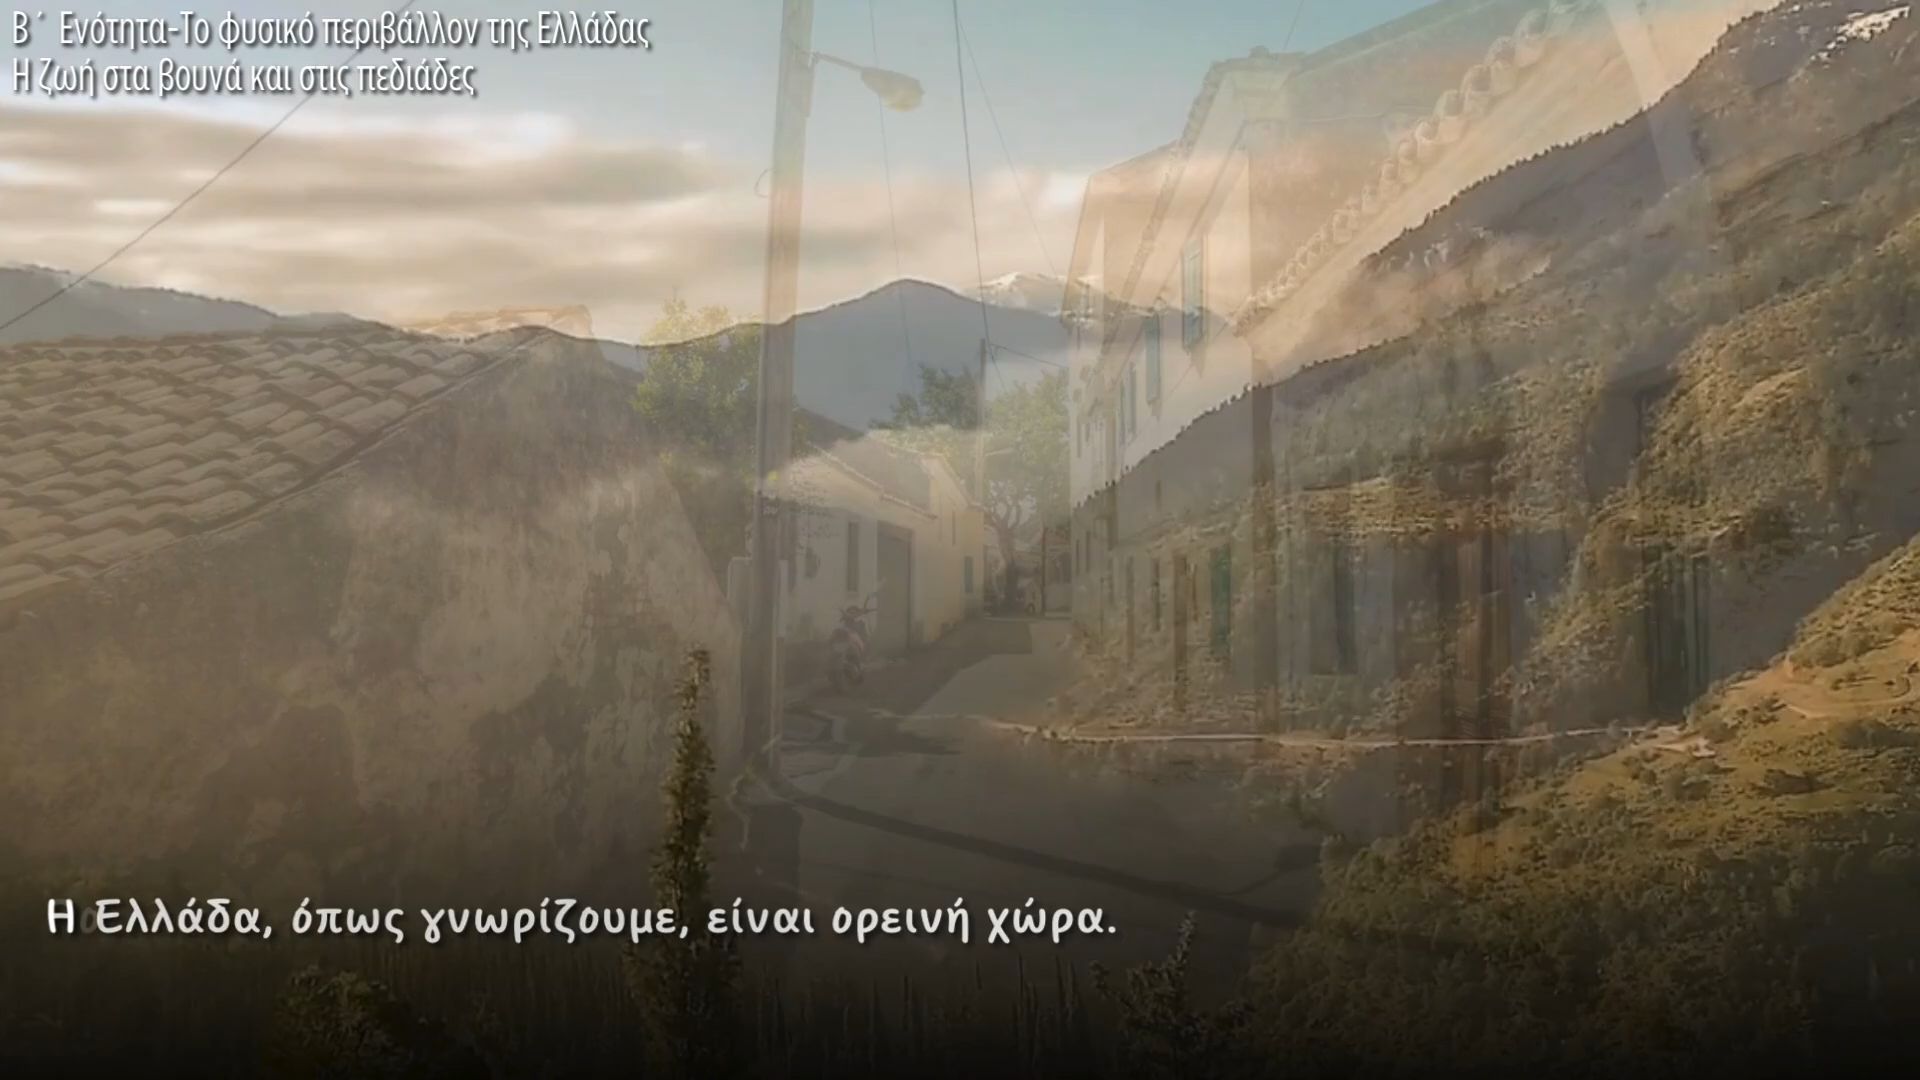 Β΄ Ενότητα-Το φυσικό περιβάλλον της Ελλάδας
Η ζωή στα βουνά και στις πεδιάδες
Η Ελλάδα, όπως γνωρίζουμε, είναι ορεινή χώρα.